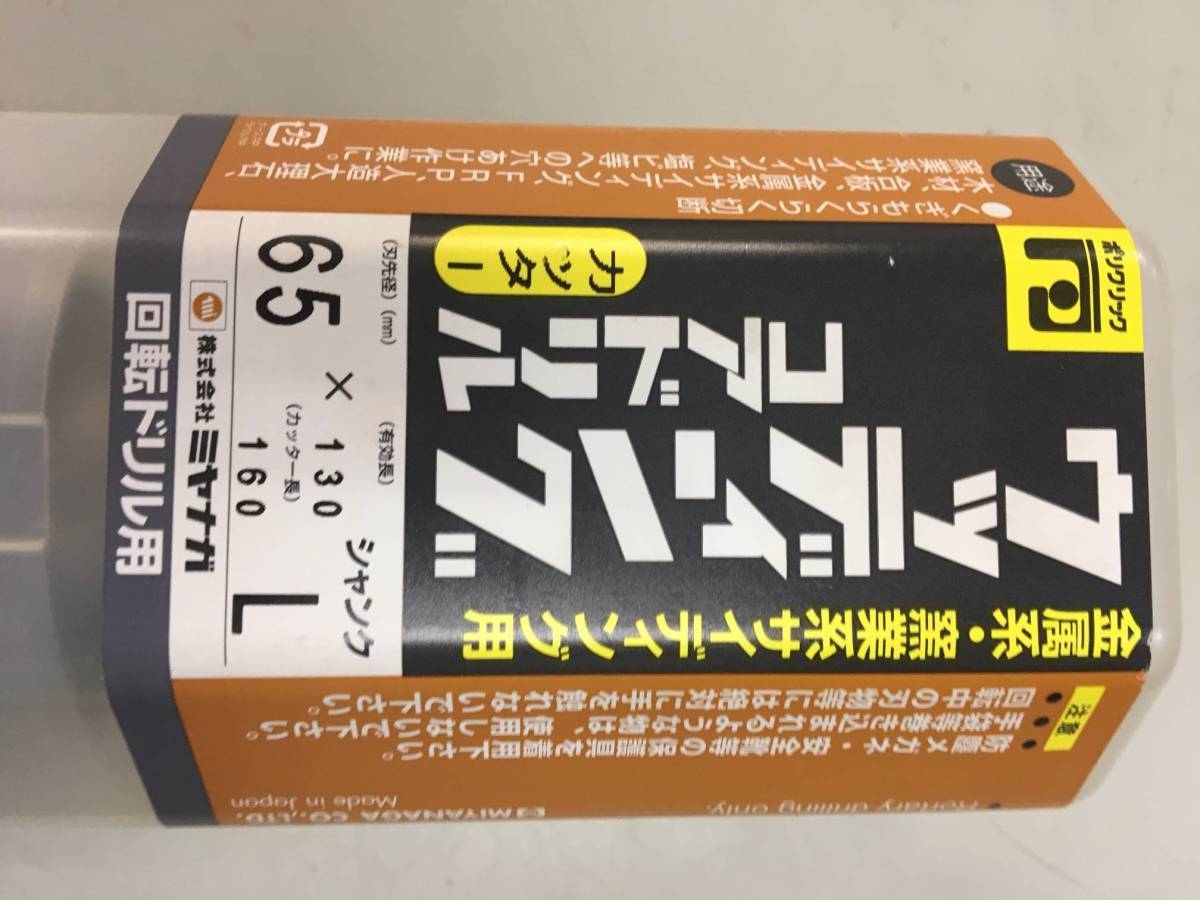 ポリクリック
ウッディング
コアドリル
カッター
金属系・窯業系サイディング用
(刃先径) (mm)
(有効長)
シャンク
65 × 130
L
(カッター長)
160
株式会社 ミヤナガ
回転ドリル用
●くぎもらくらく切断
用途
木材、合板、金属系サイディング、
窯業系サイディング、塩ビ等への穴あけ作業に。
FRP、人造大理石、
プラ
注意
●回転中の刃物等には絶対に手を触れないで下さい。
●手袋等巻き込まれるような物は、使用しないで下さい。
●防塵メガネ・安全靴等の保護具を着用下さい。
• Rortary drilling only.
MIYANAGA CO.,LTD.
Made in Japan